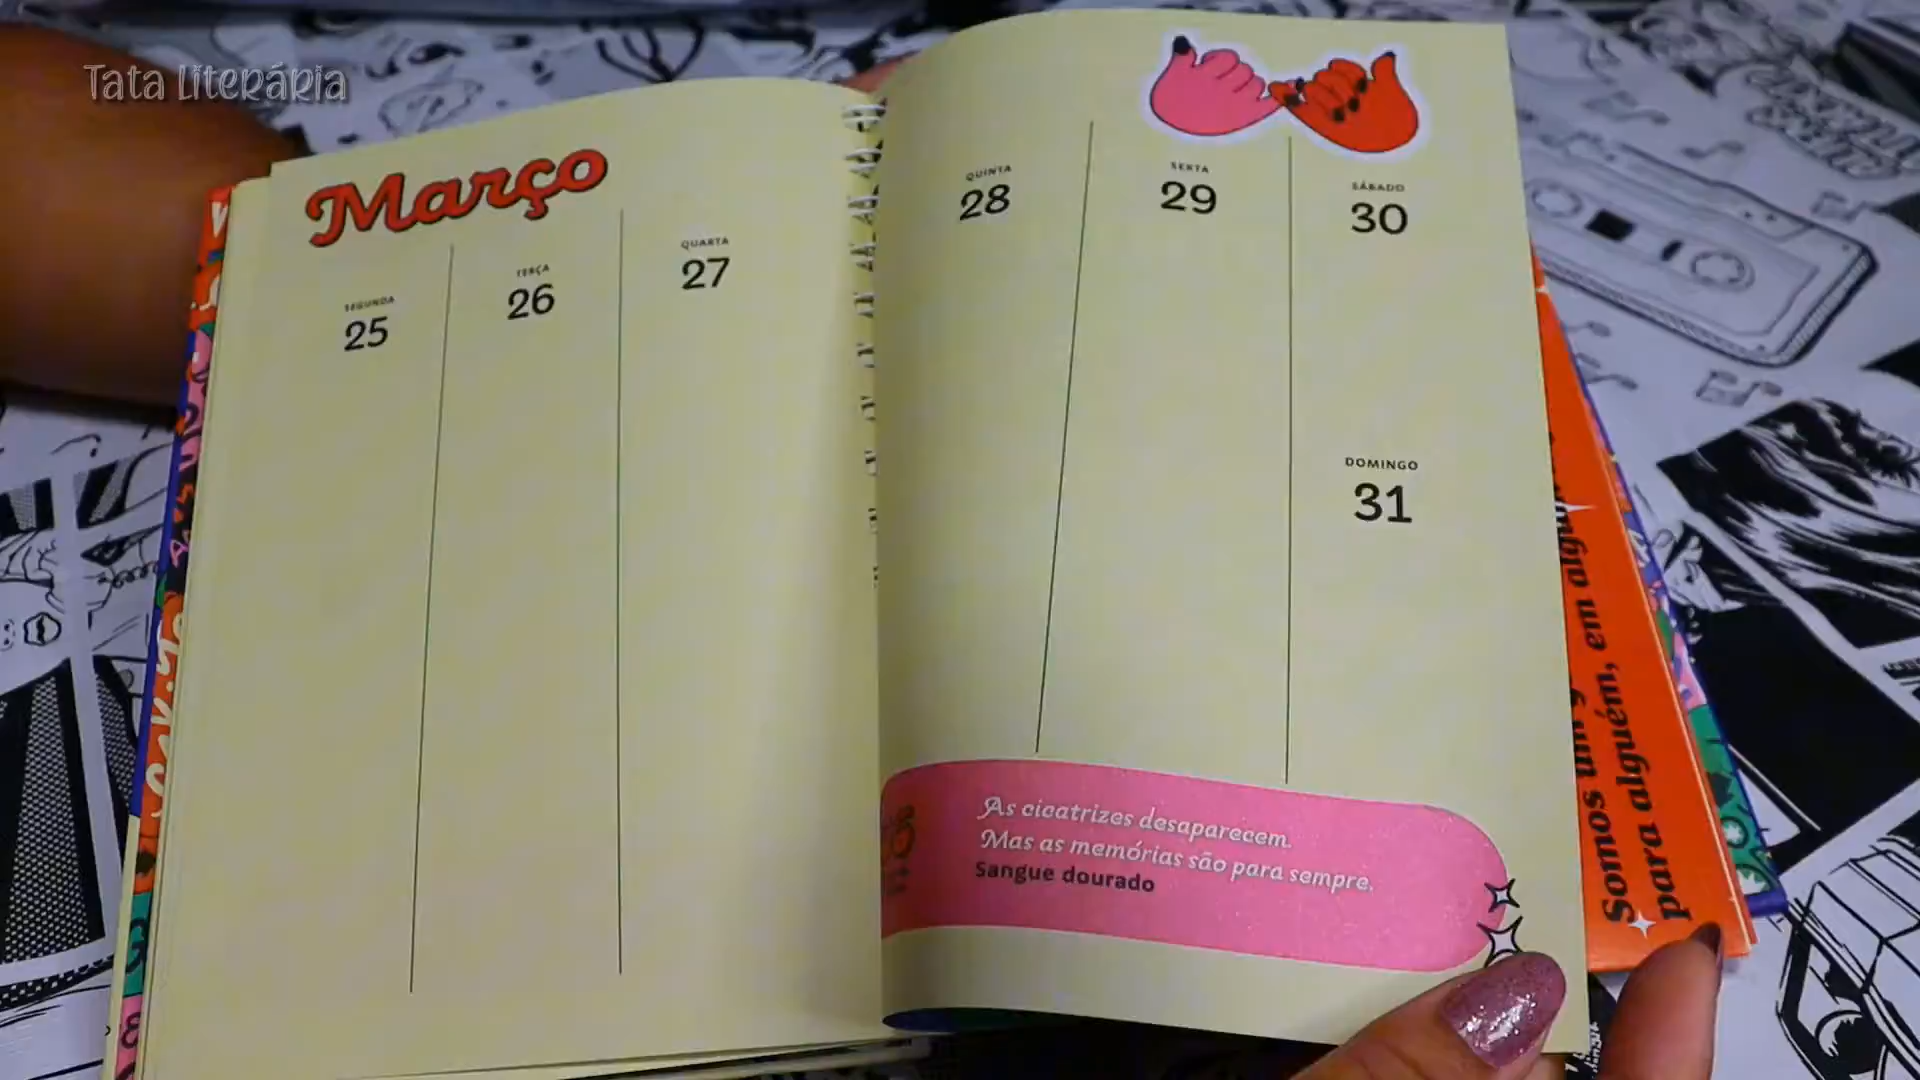 Tata Literária
Março
SEGUNDA
25
TERÇA
26
QUARTA
27
QUINTA
28
SEXTA
29
SÁBADO
30
DOMINGO
31
As cicatrizes desaparecem.
Mas as memórias são para sempre.
Sangue dourado
Somos um em
para alguém,